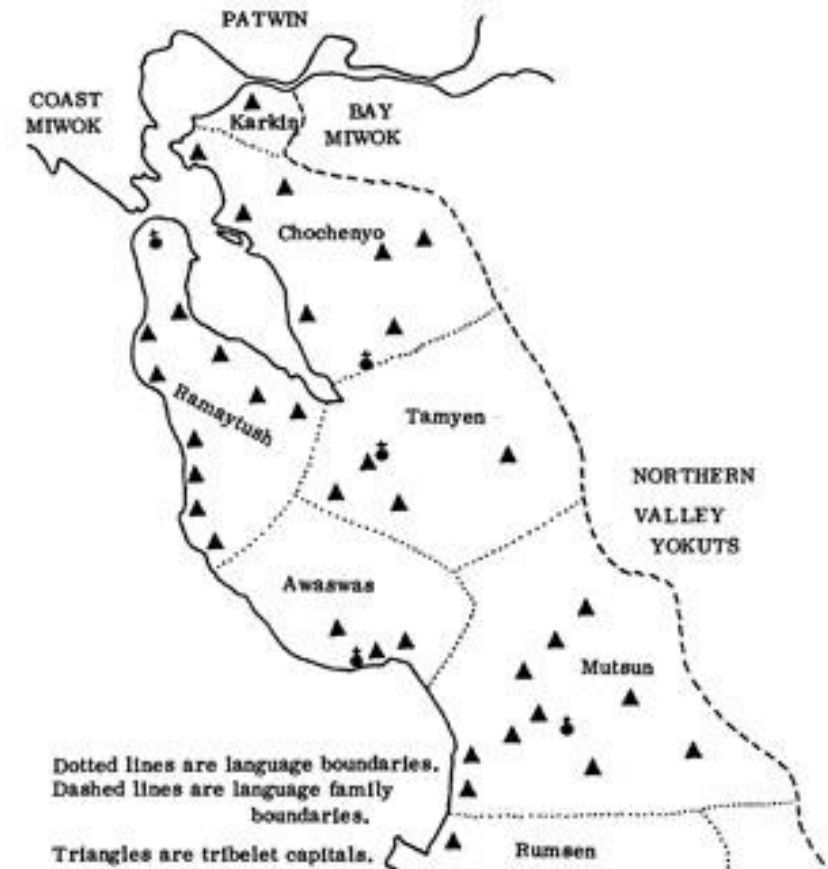 PATWIN
COAST
MIWOK
Karkin
BAY
MIWOK
Chochenyo
Ramaytush
Tamyen
NORTHERN
VALLEY
YOKUTS
Awaswas
Mutsun
Dotted lines are language boundaries.
Dashed lines are language family
boundaries.
Triangles are tribelet capitals.
Rumsen